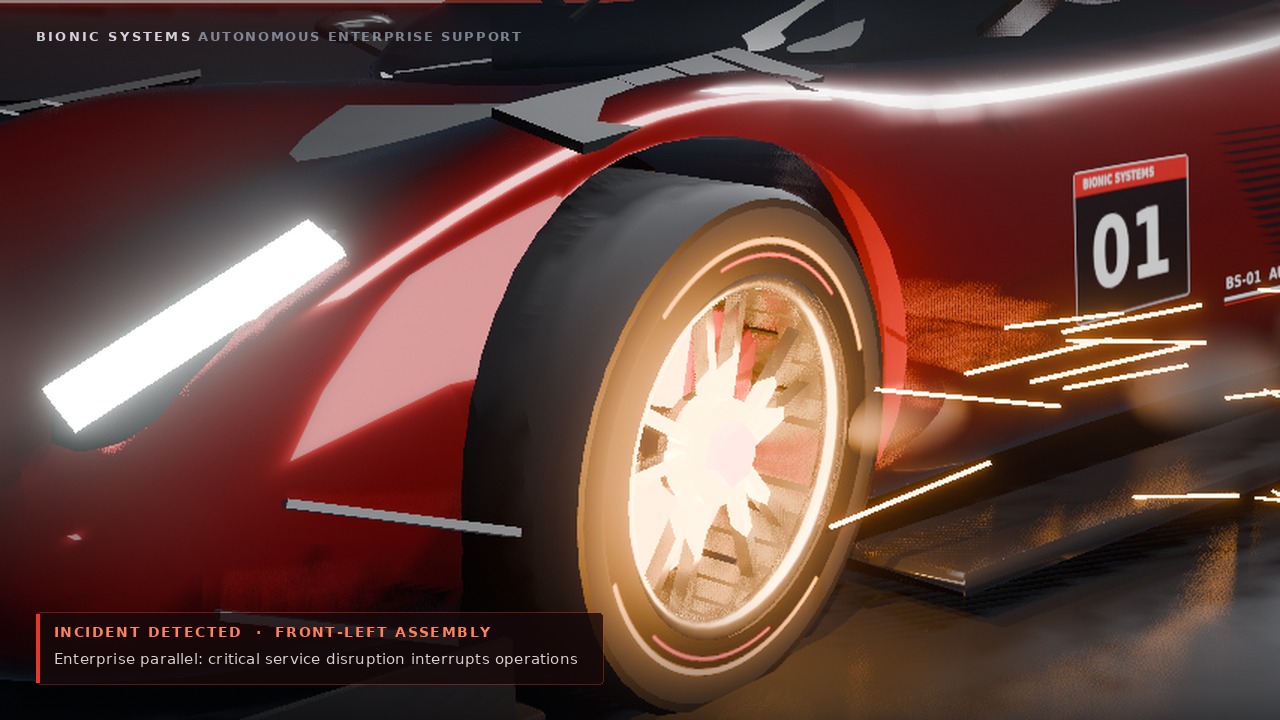 BIONIC SYSTEMS AUTONOMOUS ENTERPRISE SUPPORT
BIONIC SYSTEMS
01
BS-01
INCIDENT DETECTED · FRONT-LEFT ASSEMBLY
Enterprise parallel: critical service disruption interrupts operations